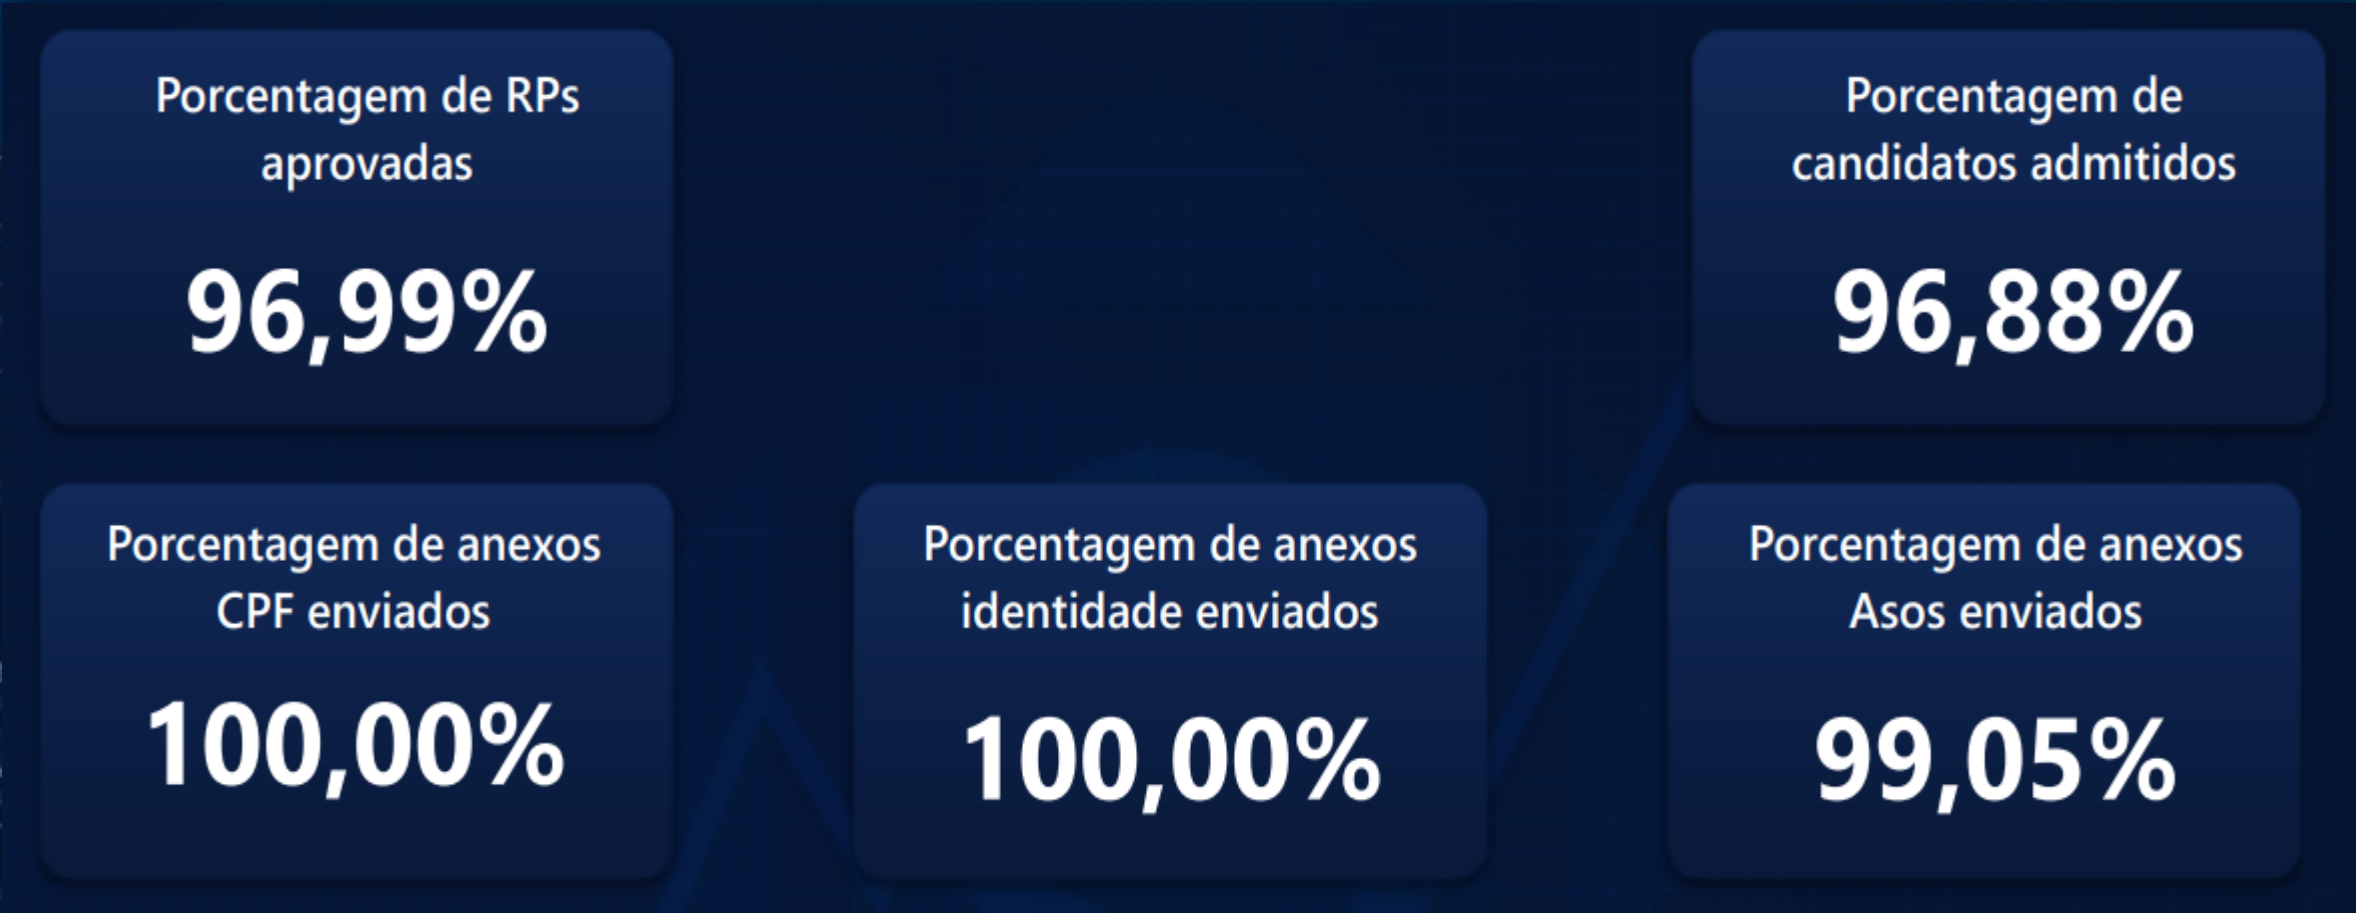 Porcentagem de RPs
aprovadas
96,99%
Porcentagem de
candidatos admitidos
96,88%
Porcentagem de anexos
CPF enviados
100,00%
Porcentagem de anexos
identidade enviados
100,00%
Porcentagem de anexos
Asos enviados
99,05%